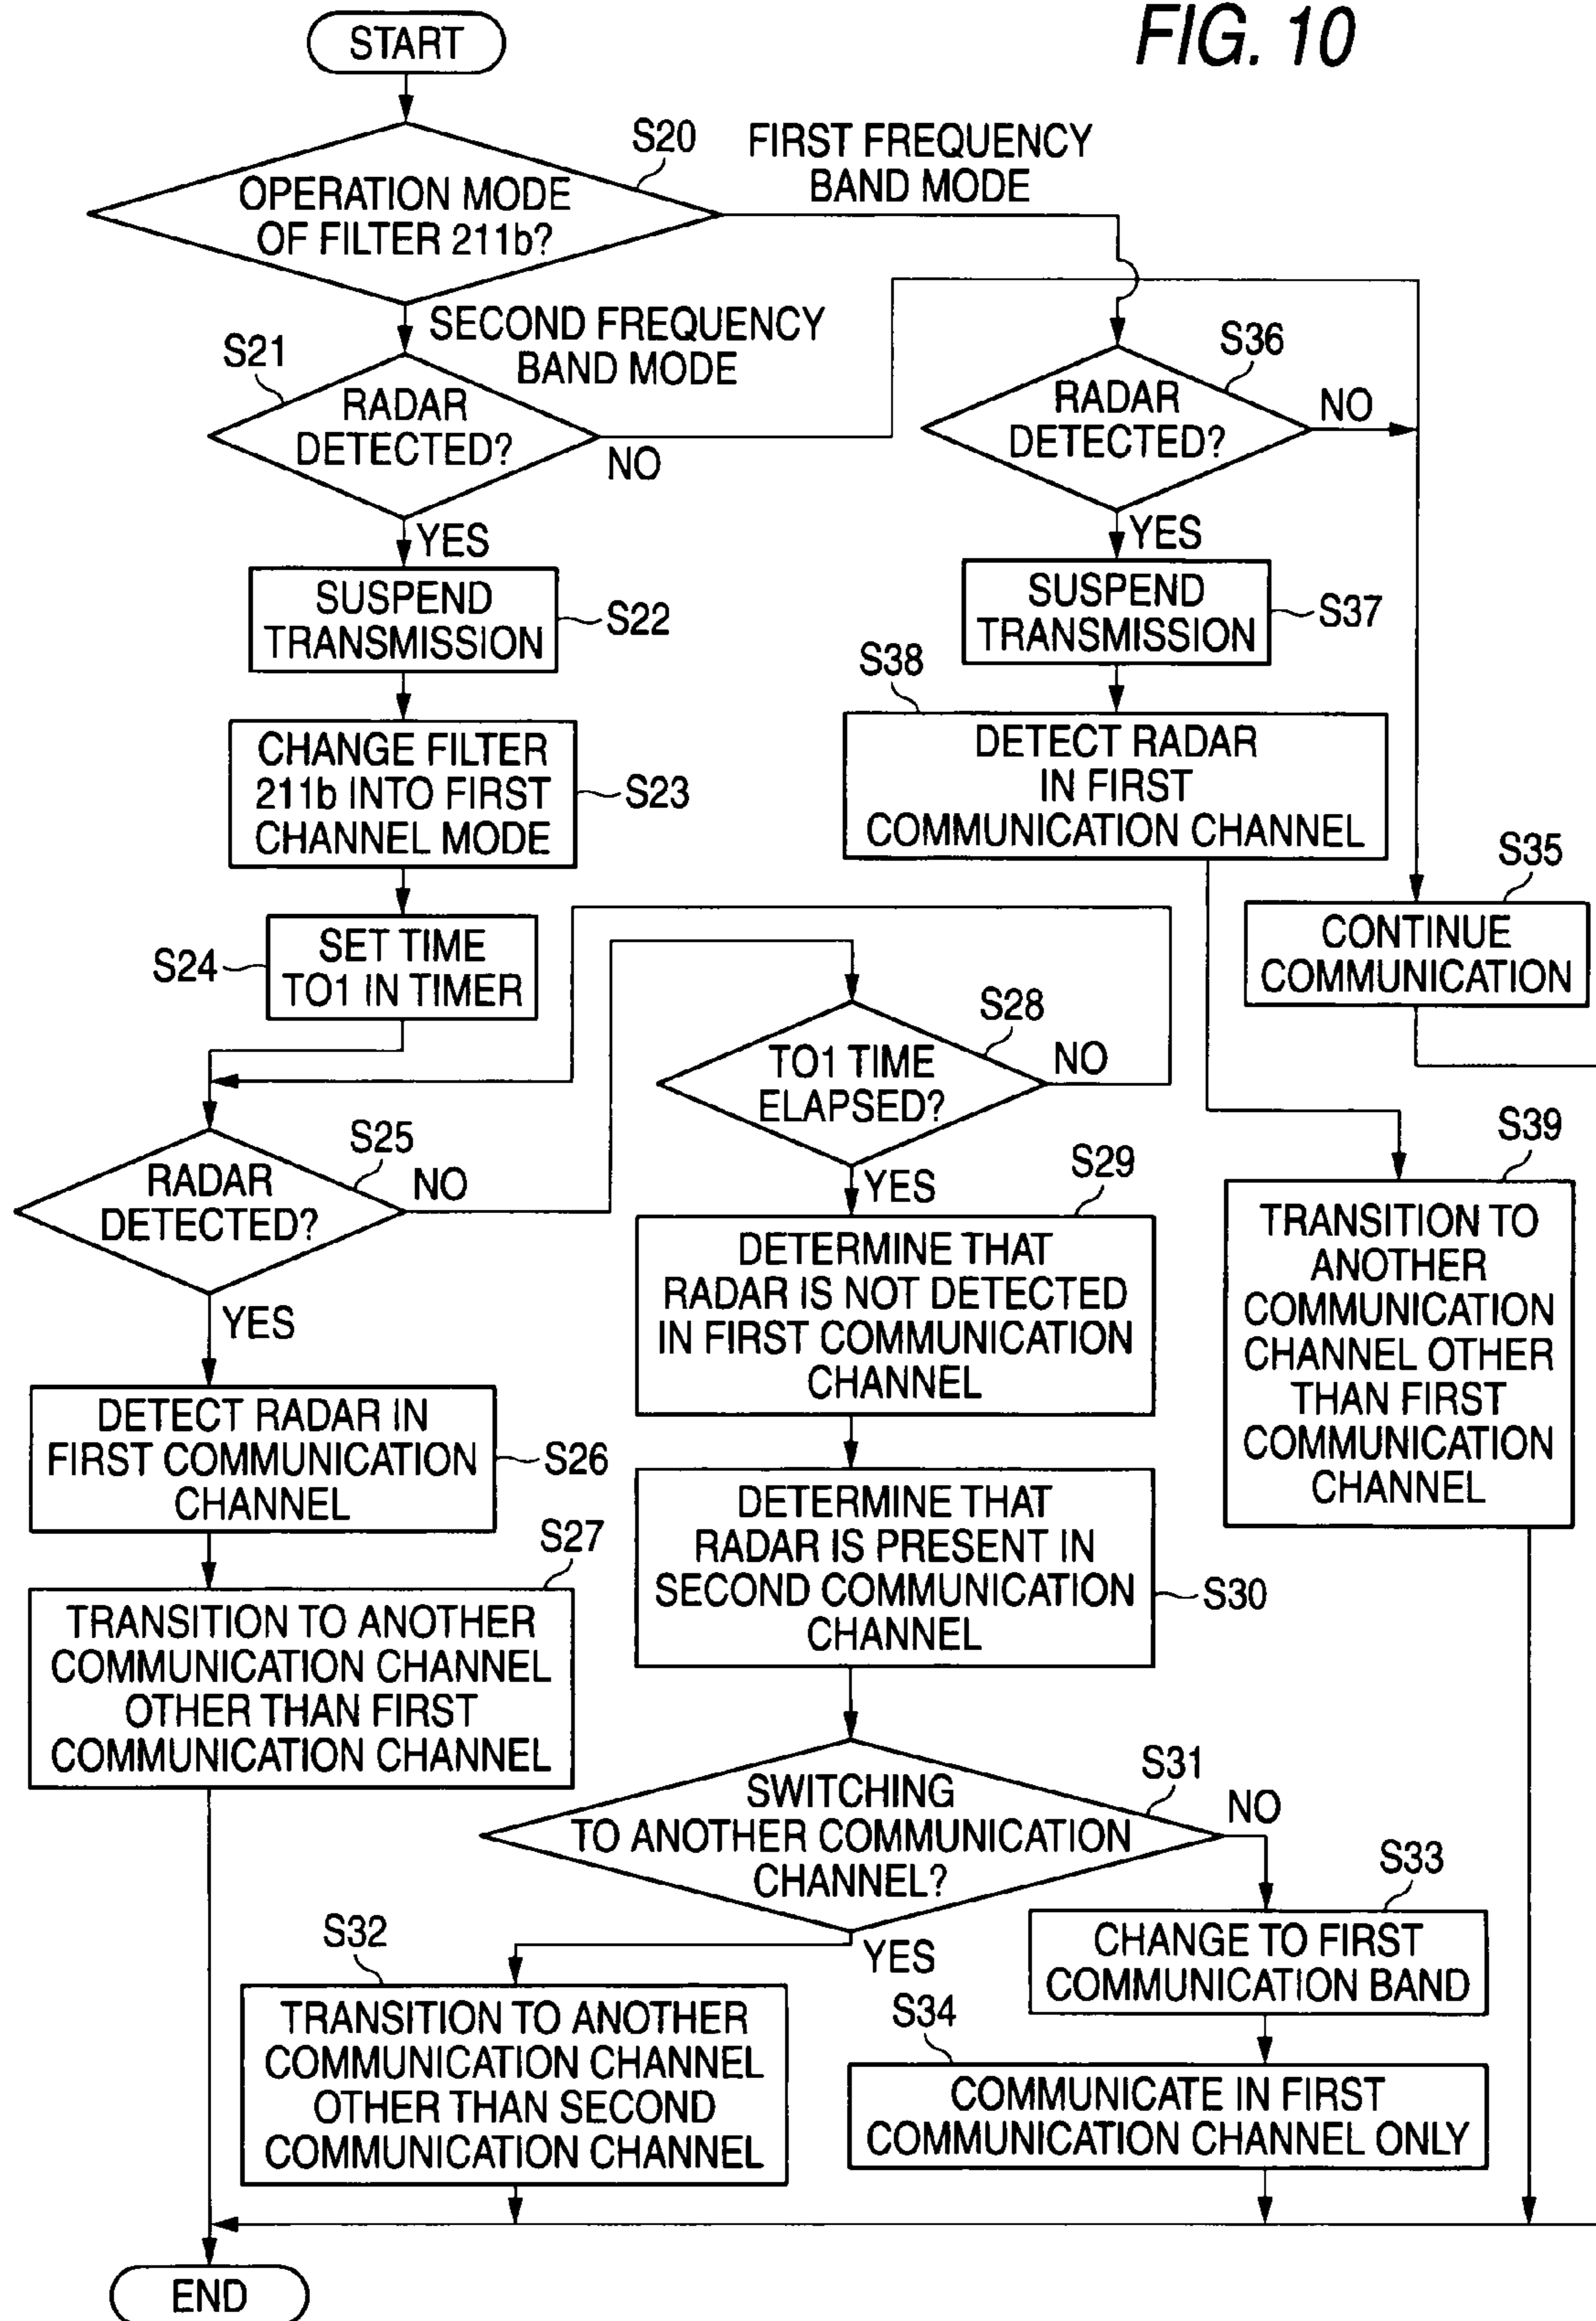 FIG. 10
START
S20
OPERATION MODE
OF FILTER 211b?
FIRST FREQUENCY
BAND MODE
SECOND FREQUENCY
BAND MODE
S21
RADAR
DETECTED?
NO
YES
SUSPEND
TRANSMISSION
S22
CHANGE FILTER
211b INTO FIRST
CHANNEL MODE
S23
SET TIME
TO1 IN TIMER
S24
S25
RADAR
DETECTED?
NO
YES
DETECT RADAR IN
FIRST COMMUNICATION
CHANNEL
S26
S27
TRANSITION TO ANOTHER
COMMUNICATION CHANNEL
OTHER THAN FIRST
COMMUNICATION CHANNEL
S28
TO1 TIME
ELAPSED?
NO
YES
S29
DETERMINE THAT
RADAR IS NOT DETECTED
IN FIRST COMMUNICATION
CHANNEL
DETERMINE THAT
RADAR IS PRESENT IN
SECOND COMMUNICATION
CHANNEL
S30
S31
SWITCHING
TO ANOTHER COMMUNICATION
CHANNEL?
NO
YES
S32
TRANSITION TO ANOTHER
COMMUNICATION CHANNEL
OTHER THAN SECOND
COMMUNICATION CHANNEL
S33
CHANGE TO FIRST
COMMUNICATION BAND
S34
COMMUNICATE IN FIRST
COMMUNICATION CHANNEL ONLY
S36
RADAR
DETECTED?
NO
YES
SUSPEND
TRANSMISSION
S37
S38
DETECT RADAR
IN FIRST
COMMUNICATION CHANNEL
S35
CONTINUE
COMMUNICATION
S39
TRANSITION TO
ANOTHER
COMMUNICATION
CHANNEL OTHER
THAN FIRST
COMMUNICATION
CHANNEL
END